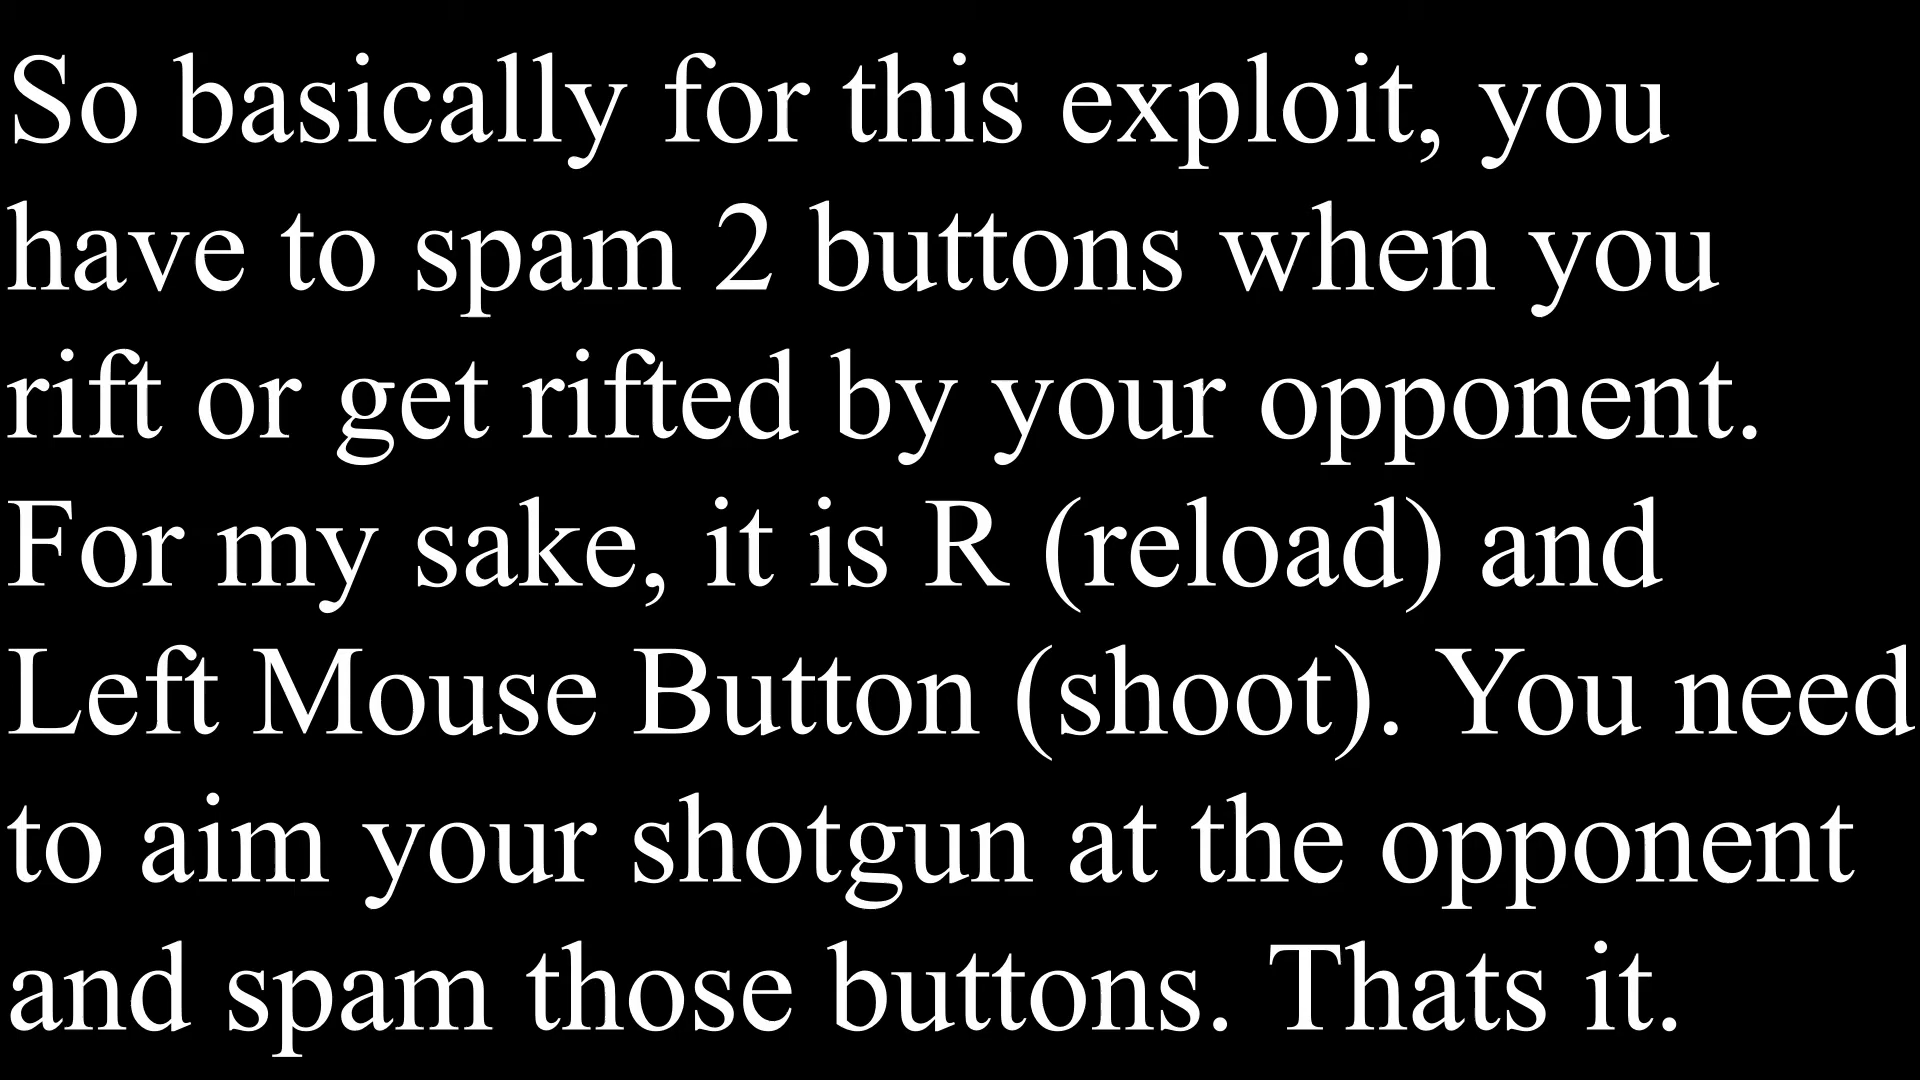 So basically for this exploit, you
have to spam 2 buttons when you
rift or get rifted by your opponent.
For my sake, it is R (reload) and
Left Mouse Button (shoot). You need
to aim your shotgun at the opponent
and spam those buttons. Thats it.